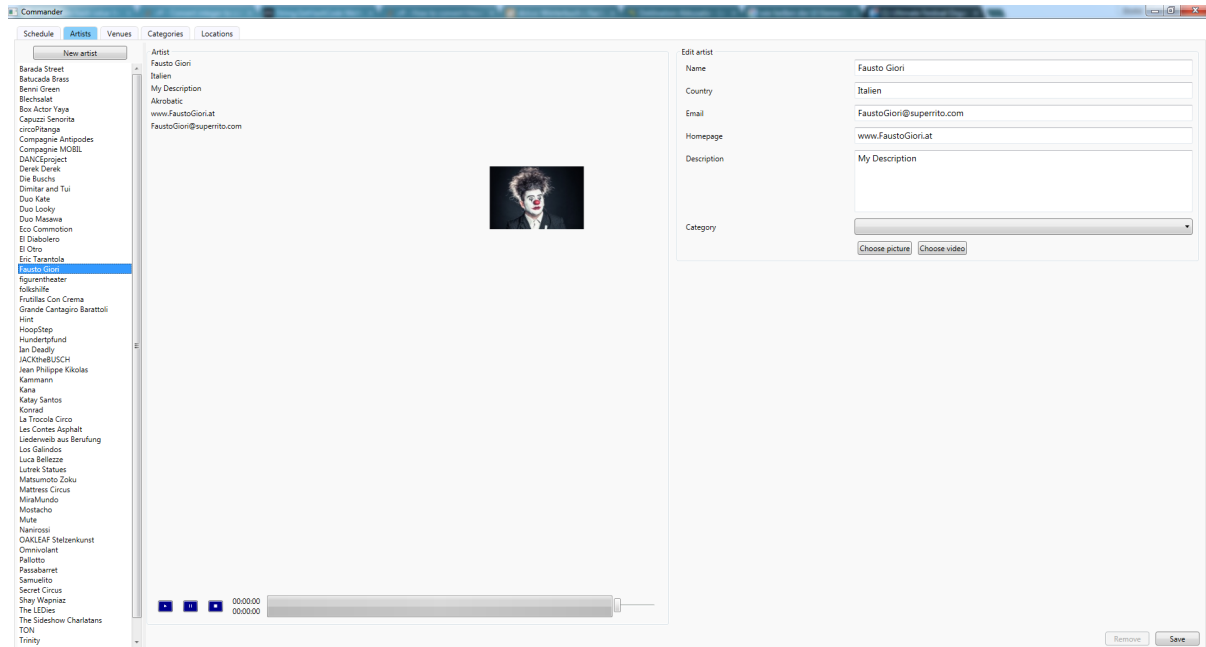 Commander
Schedule Artists Venues Categories Locations
New artist
Barada Street
Batucada Brass
Benni Green
Blechsalat
Box Actor Yaya
Capuzzi Senorita
circoPitanga
Compagnie Antipodes
Compagnie MOBIL
DANCEproject
Derek Derek
Die Buschs
Dimitar and Tui
Duo Kate
Duo Looky
Duo Masawa
Eco Commotion
El Diabolero
El Otro
Eric Tarantola
Fausto Giori
figurentheater
folkshilfe
Frutillas Con Crema
Grande Cantagiro Barattoli
Hint
HoopStep
Hundertpfund
Ian Deadly
JACKtheBUSCH
Jean Philippe Kikolas
Kammann
Kana
Katay Santos
Konrad
La Trocola Circo
Les Contes Asphalt
Liederweib aus Berufung
Los Galindos
Luca Bellezze
Lutrek Statues
Matsumoto Zoku
Mattress Circus
MiraMundo
Mostacho
Mute
Nanirossi
OAKLEAF Stelzenkunst
Omnivolant
Pallotto
Passabarret
Samuelito
Secret Circus
Shay Wapniaz
The LEDies
The Sideshow Charlatans
TON
Trinity
Artist
Fausto Giori
Italien
My Description
Akrobatic
www.FaustoGiori.at
FaustoGiori@superrito.com
00:00:00
00:00:00
Edit artist
Name Fausto Giori
Country Italien
Email FaustoGiori@superrito.com
Homepage www.FaustoGiori.at
Description My Description
Category
Choose picture Choose video
Remove Save